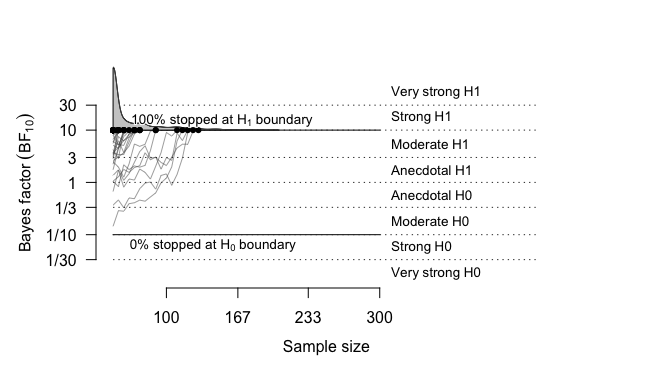 Very strong H1
30
Strong H1
100% stopped at H₁ boundary
10
Moderate H1
3
Anecdotal H1
1
Anecdotal H0
1/3
Moderate H0
1/10
0% stopped at H₀ boundary
Strong H0
1/30
Very strong H0
Bayes factor (BF₁₀)
100 167 233 300
Sample size